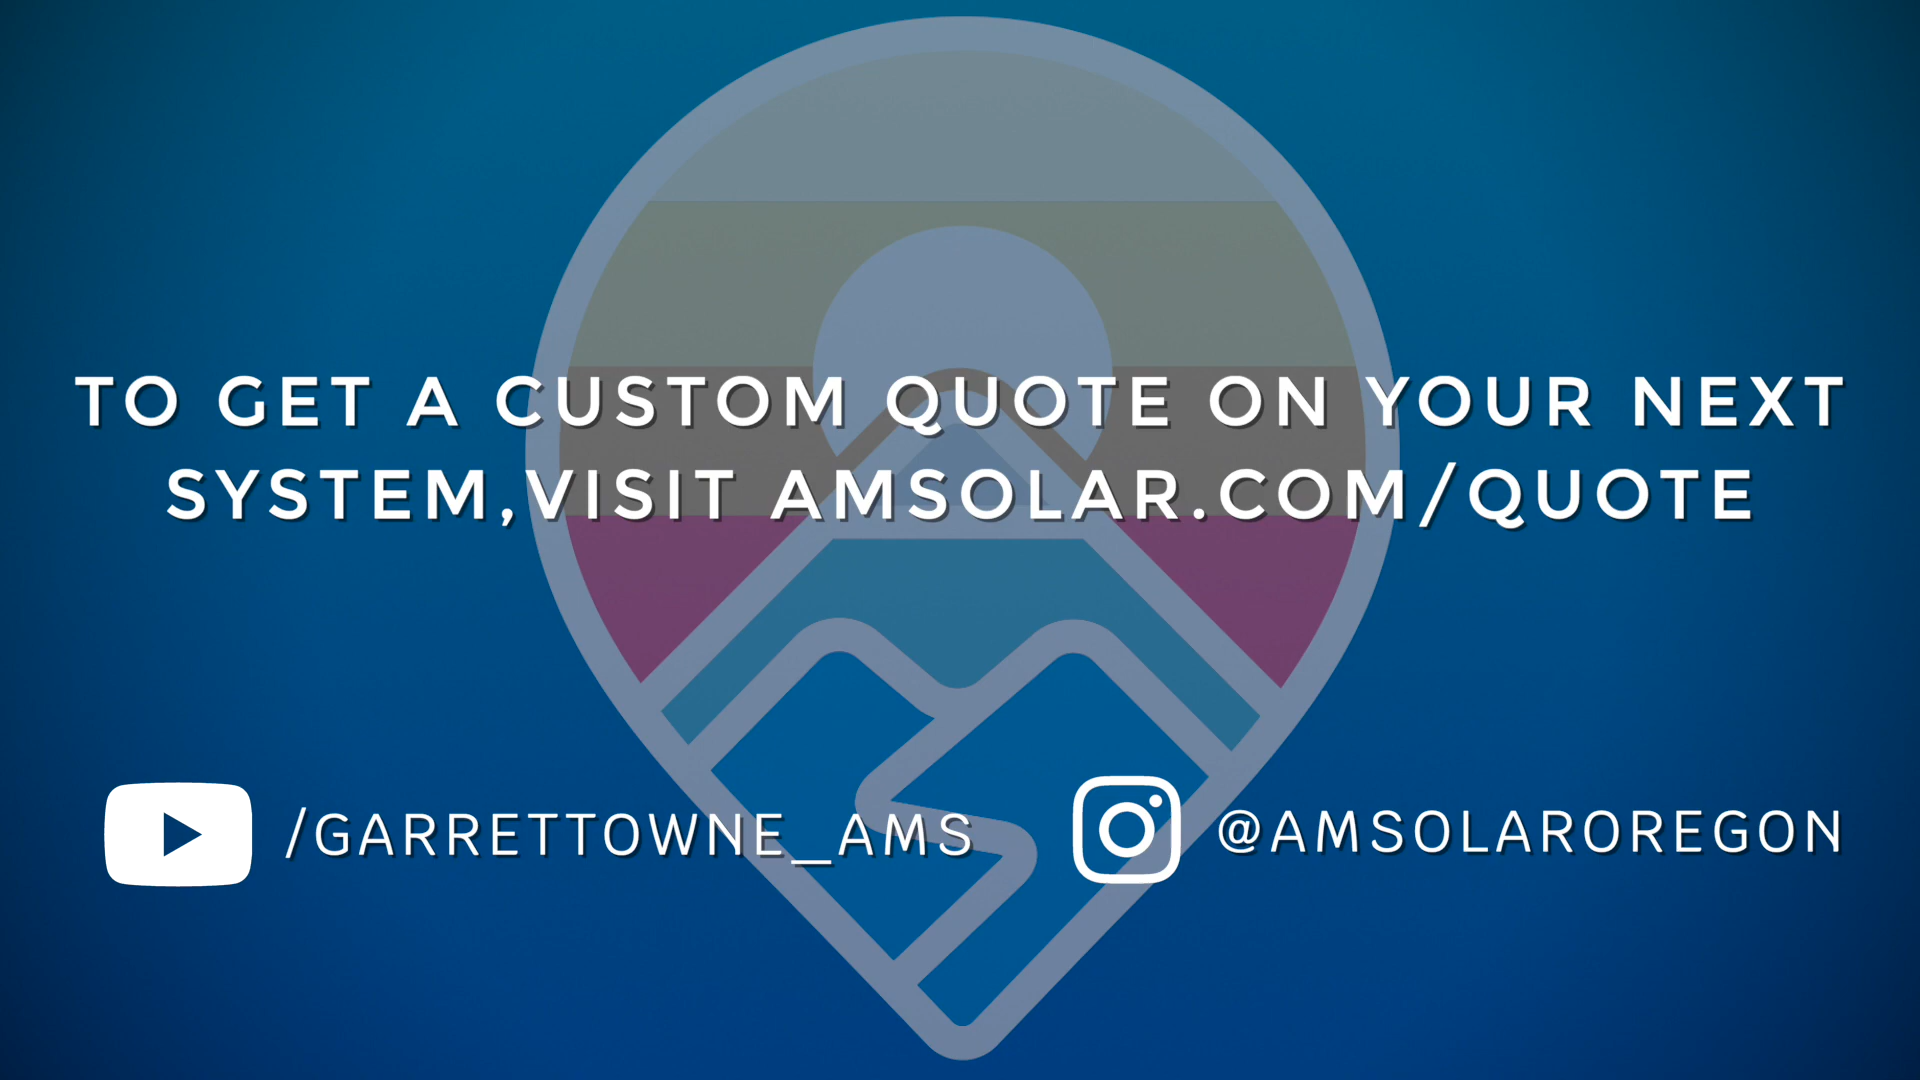 TO GET A CUSTOM QUOTE ON YOUR NEXT
SYSTEM,VISIT AMSOLAR.COM/QUOTE
/GARRETTOWNE_AMS
@AMSOLAROREGON